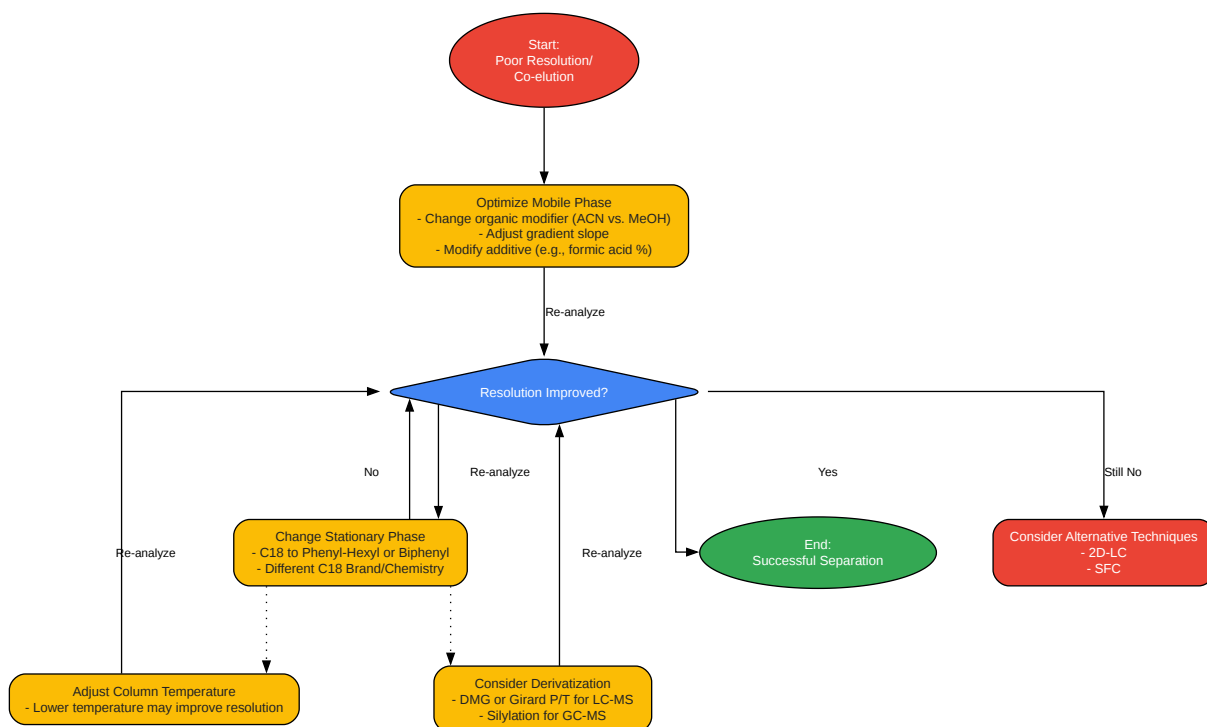 Start:
Poor Resolution/
Co-elution
Optimize Mobile Phase
- Change organic modifier (ACN vs. MeOH)
- Adjust gradient slope
- Modify additive (e.g., formic acid %)
Re-analyze
Resolution Improved?
No
Re-analyze
Yes
Still No
Change Stationary Phase
- C18 to Phenyl-Hexyl or Biphenyl
- Different C18 Brand/Chemistry
Re-analyze
Re-analyze
End:
Successful Separation
Consider Alternative Techniques
- 2D-LC
- SFC
Adjust Column Temperature
- Lower temperature may improve resolution
Consider Derivatization
- DMG or Girard P/T for LC-MS
- Silylation for GC-MS